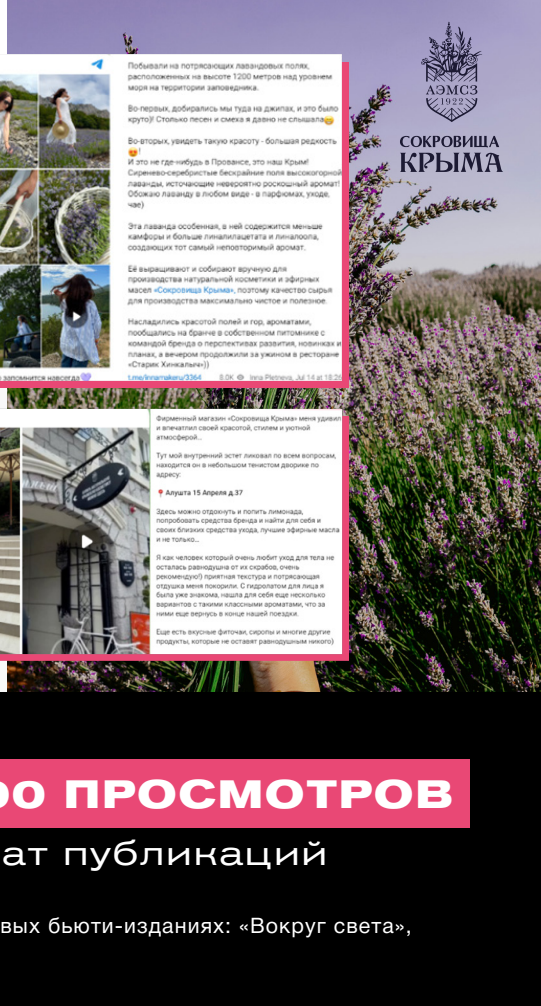 АЭМСЗ
1922
СОКРОВИЩА
КРЫМА
Побывали на потрясающих лавандовых полях,
расположенных на высоте 1200 метров над уровнем
моря на территории заповедника.
Во-первых, добирались мы туда на джипах, и это было
круто)! Столько песен и смеха я давно не слышала😄
Во-вторых, увидеть такую красоту - большая редкость
😍!
И это не где-нибудь в Провансе, это наш Крым!
Сиренево-серебристые бескрайние поля высокогорной
лаванды, источающие невероятно роскошный аромат!
Обожаю лаванду в любом виде - в парфюмах, уходе,
чае)
Эта лаванда особенная, в ней содержится меньше
камфоры и больше линалилацетата и линалоола,
создающих тот самый неповторимый аромат.
Её выращивают и собирают вручную для
производства натуральной косметики и эфирных
масел «Сокровища Крыма», поэтому качество сырья
для производства максимально чистое и полезное.
Насладились красотой полей и гор, ароматами,
пообщались на бранче в собственном питомнике с
командой бренда о перспективах развития, новинках и
планах, а вечером продолжили за ужином в ресторане
«Старик Хинкалыч»))
о запомнится навсегда💜
t.me/innamakeru/3364 8.0K 👁 Inna Pletneva, Jul 14 at 18:26
Фирменный магазин «Сокровища Крыма» меня удивил
и впечатлил своей красотой, стилем и уютной
атмосферой...
Тут мой внутренний эстет ликовал по всем вопросам,
находится он в небольшом тенистом дворике по
адресу:
📍 Алушта 15 Апреля д.37
Здесь можно отдохнуть и попить лимонада,
попробовать средства бренда и найти для себя и
своих близких средства ухода, лучшие эфирные масла
и не только...
Я как человек который очень любит уход для тела не
осталась равнодушна от их скрабов, очень
рекомендую!) приятная текстура и потрясающая
отдушка меня покорили. С гидролатом для лица я
была уже знакома, нашла для себя еще несколько
вариантов с такими классными ароматами, что за
ними еще вернусь в конце нашей поездки.
Еще есть вкусные фиточаи, сиропы и многие другие
продукты, которые не оставят равнодушным никого)
00 ПРОСМОТРОВ
ат публикаций
вых бьюти-изданиях: «Вокруг света»,